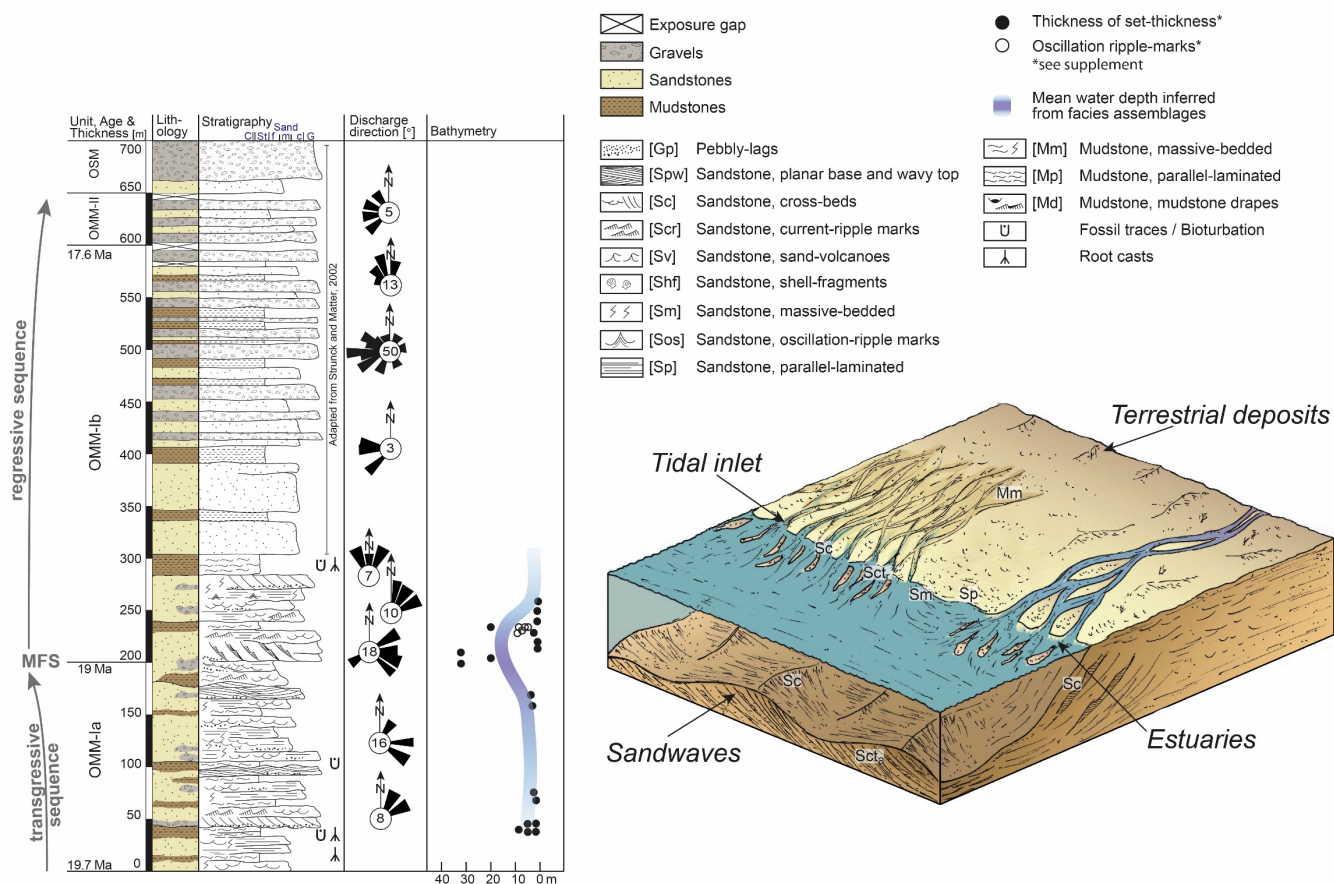 Exposure gap
Gravels
Sandstones
Mudstones
Thickness of set-thickness*
Oscillation ripple-marks*
*see supplement
Mean water depth inferred
from facies assemblages
[Gp] Pebbly-lags
[Spw] Sandstone, planar base and wavy top
[Sc] Sandstone, cross-beds
[Scr] Sandstone, current-ripple marks
[Sv] Sandstone, sand-volcanoes
[Shf] Sandstone, shell-fragments
[Sm] Sandstone, massive-bedded
[Sos] Sandstone, oscillation-ripple marks
[Sp] Sandstone, parallel-laminated
[Mm] Mudstone, massive-bedded
[Mp] Mudstone, parallel-laminated
[Md] Mudstone, mudstone drapes
Fossil traces / Bioturbation
Root casts
Unit, Age &
Thickness [m]
Lith-
ology
Stratigraphy
Sand
Cl|St| f |m| c| G
Discharge
direction [°]
Bathymetry
OSM
OMM-II
OMM-Ib
OMM-Ia
700
650
600
17.6 Ma
550
500
450
400
350
300
250
200
19 Ma
150
100
50
19.7 Ma
0
MFS
regressive sequence
transgressive
sequence
Adapted from Strunck and Matter, 2002
N
5
N
13
N
50
N
3
N
7
N
10
N
18
N
16
N
8
40 30 20 10 0 m
Terrestrial deposits
Tidal inlet
Mm
Sc
Sct
Sm
Sp
Sc
Sc
Sct
Sandwaves
Estuaries